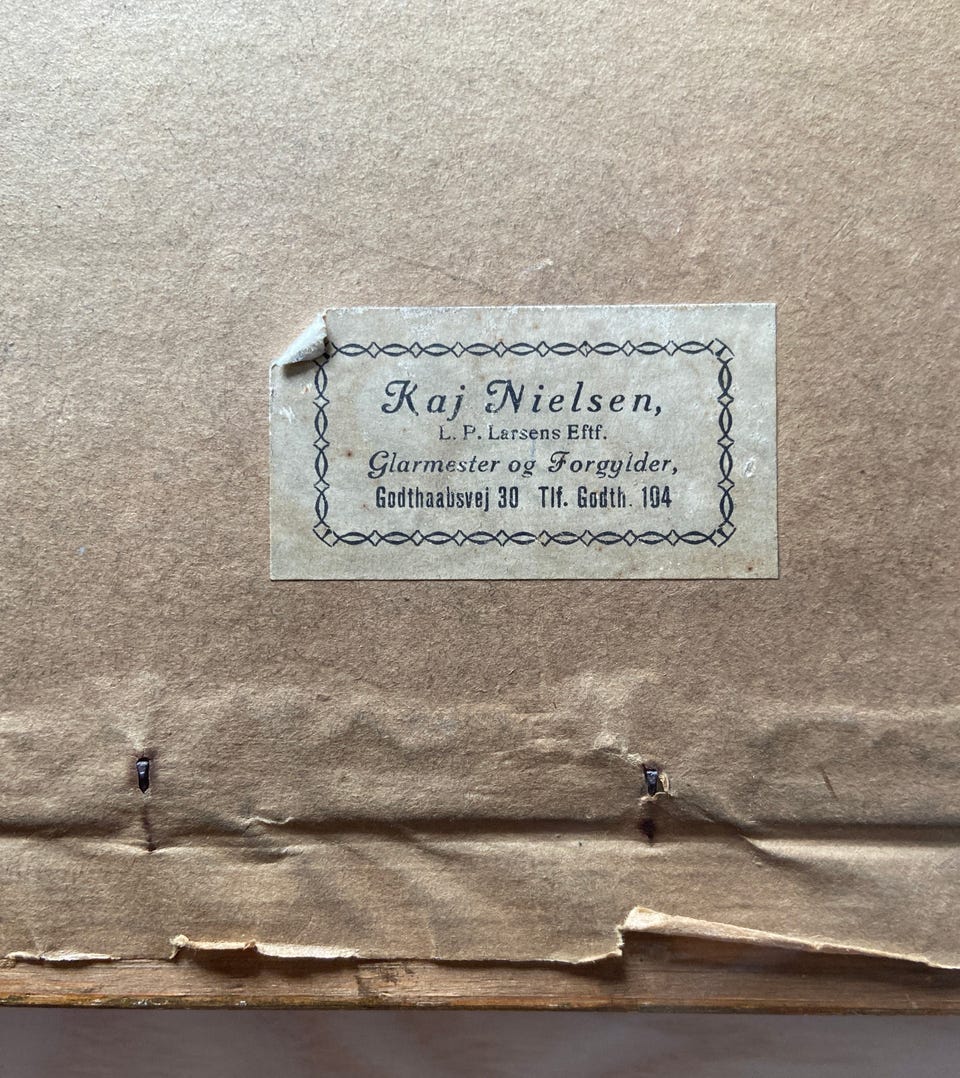 Kaj Nielsen,
L. P. Larsens Eftf.
Glarmester og Forgylder,
Godthaabsvej 30 Tlf. Godth. 104